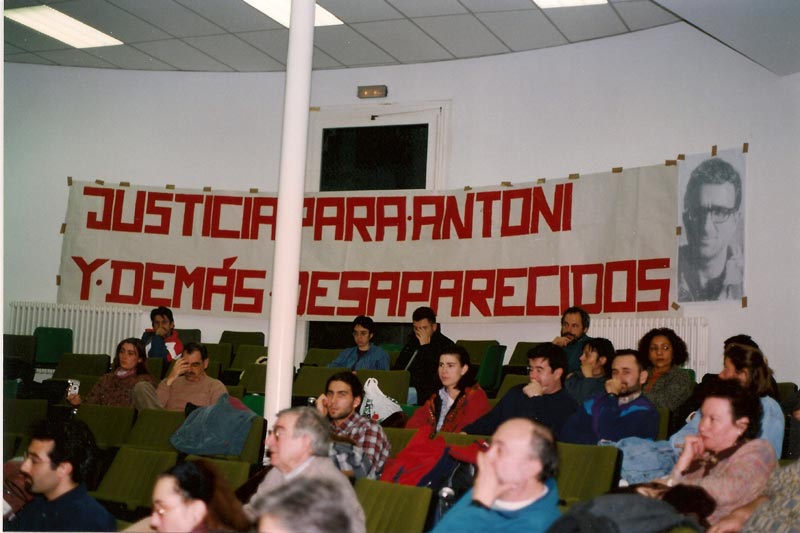 JUSTICIA PARA·ANTONI
Y·DEMÁS·DESAPARECIDOS